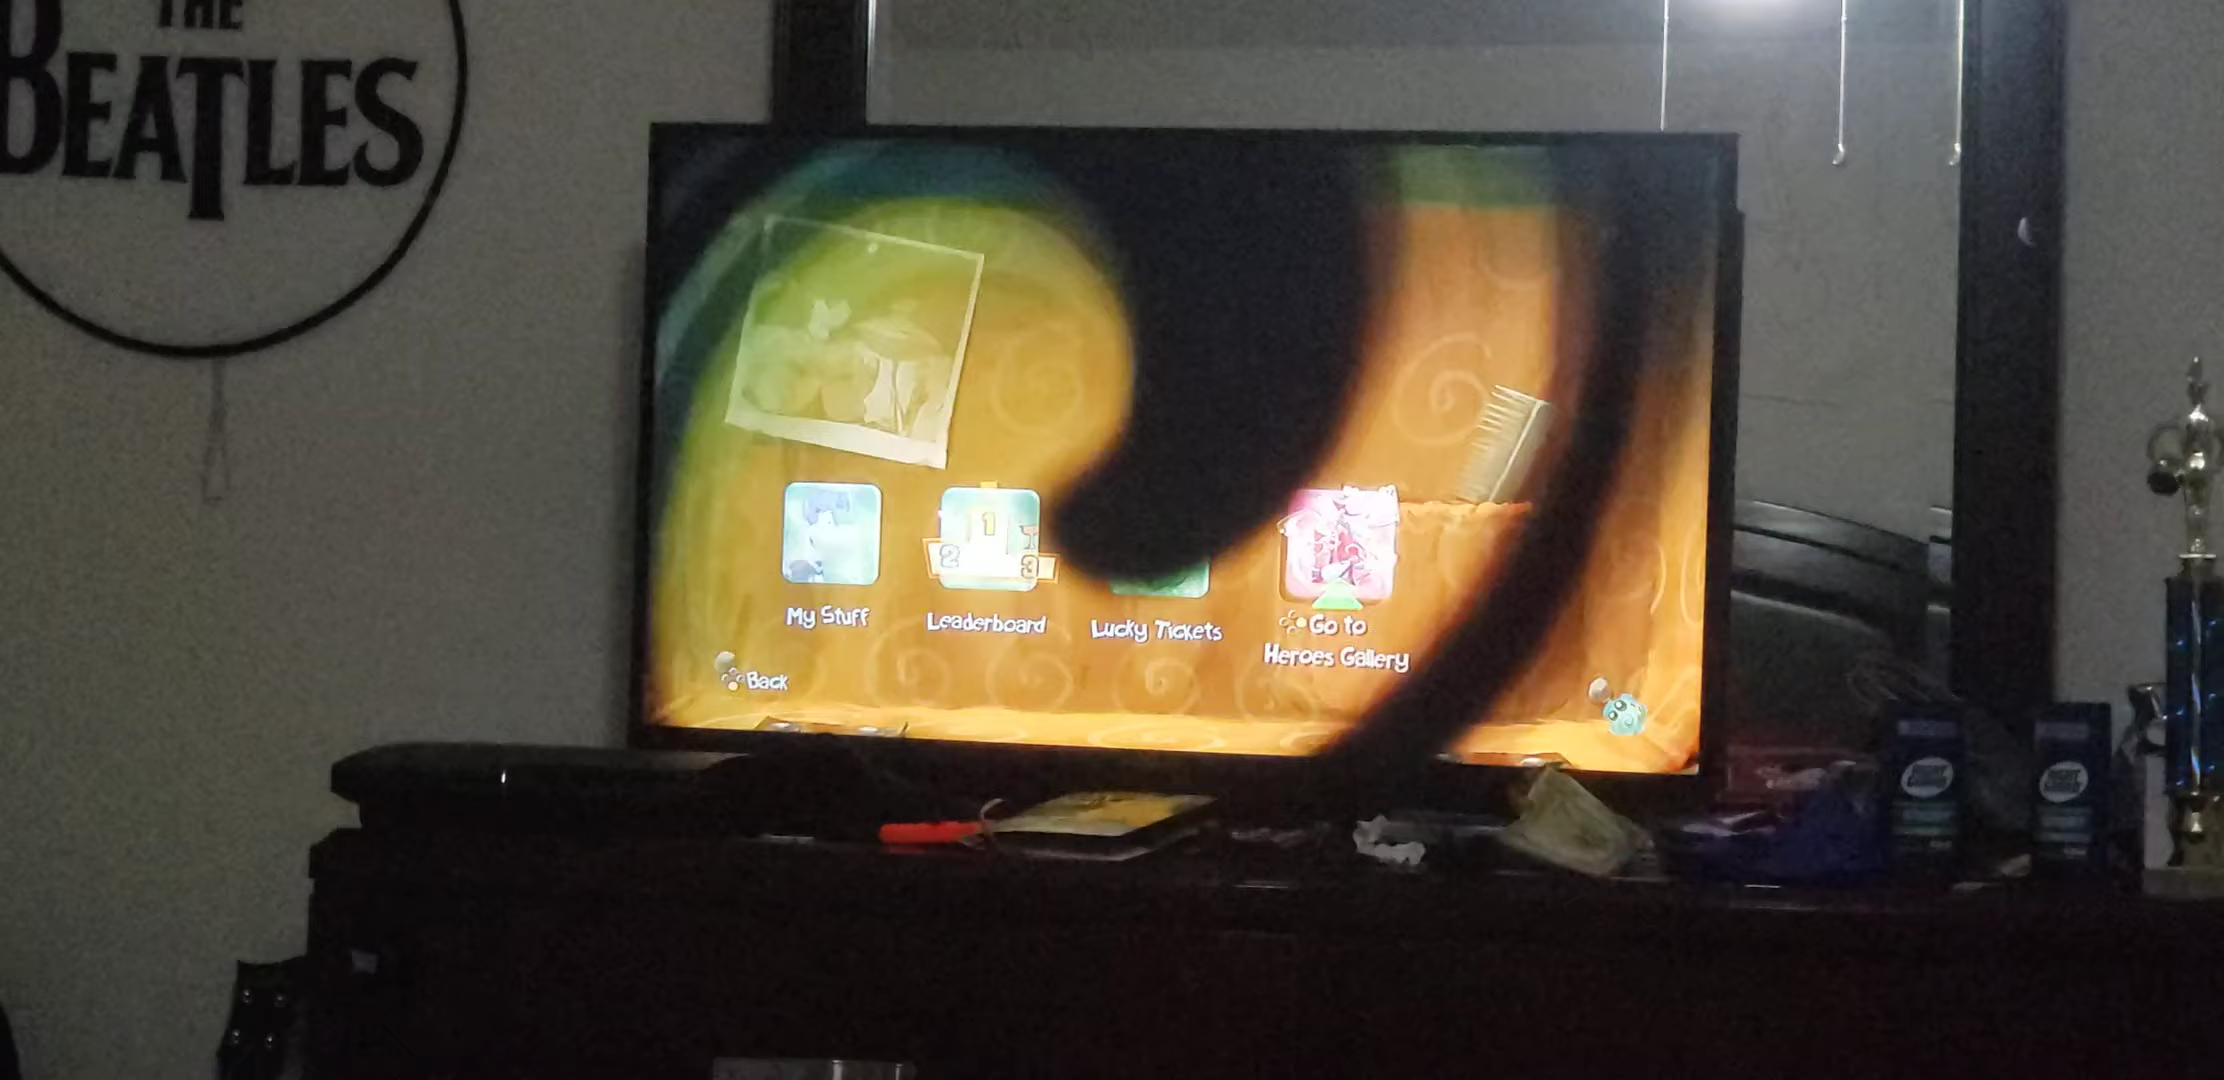 THE
BEATLES
1
2
3
My Stuff
Leaderboard
Lucky Tickets
Go to
Heroes Gallery
Back